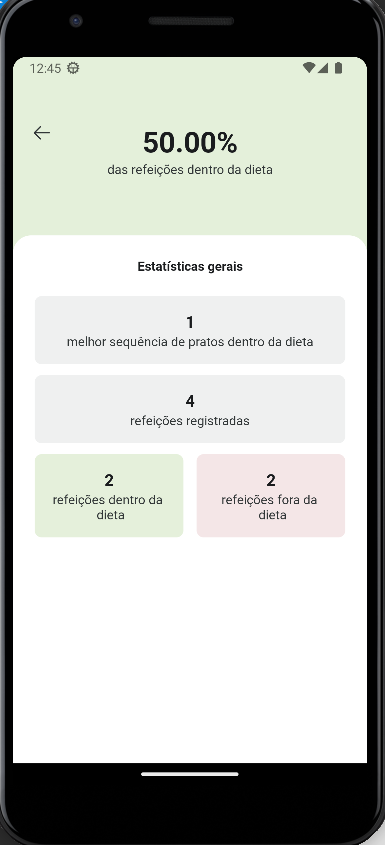 12:45
50.00%
das refeições dentro da dieta
Estatísticas gerais
1
melhor sequência de pratos dentro da dieta
4
refeições registradas
2
refeições dentro da
dieta
2
refeições fora da
dieta